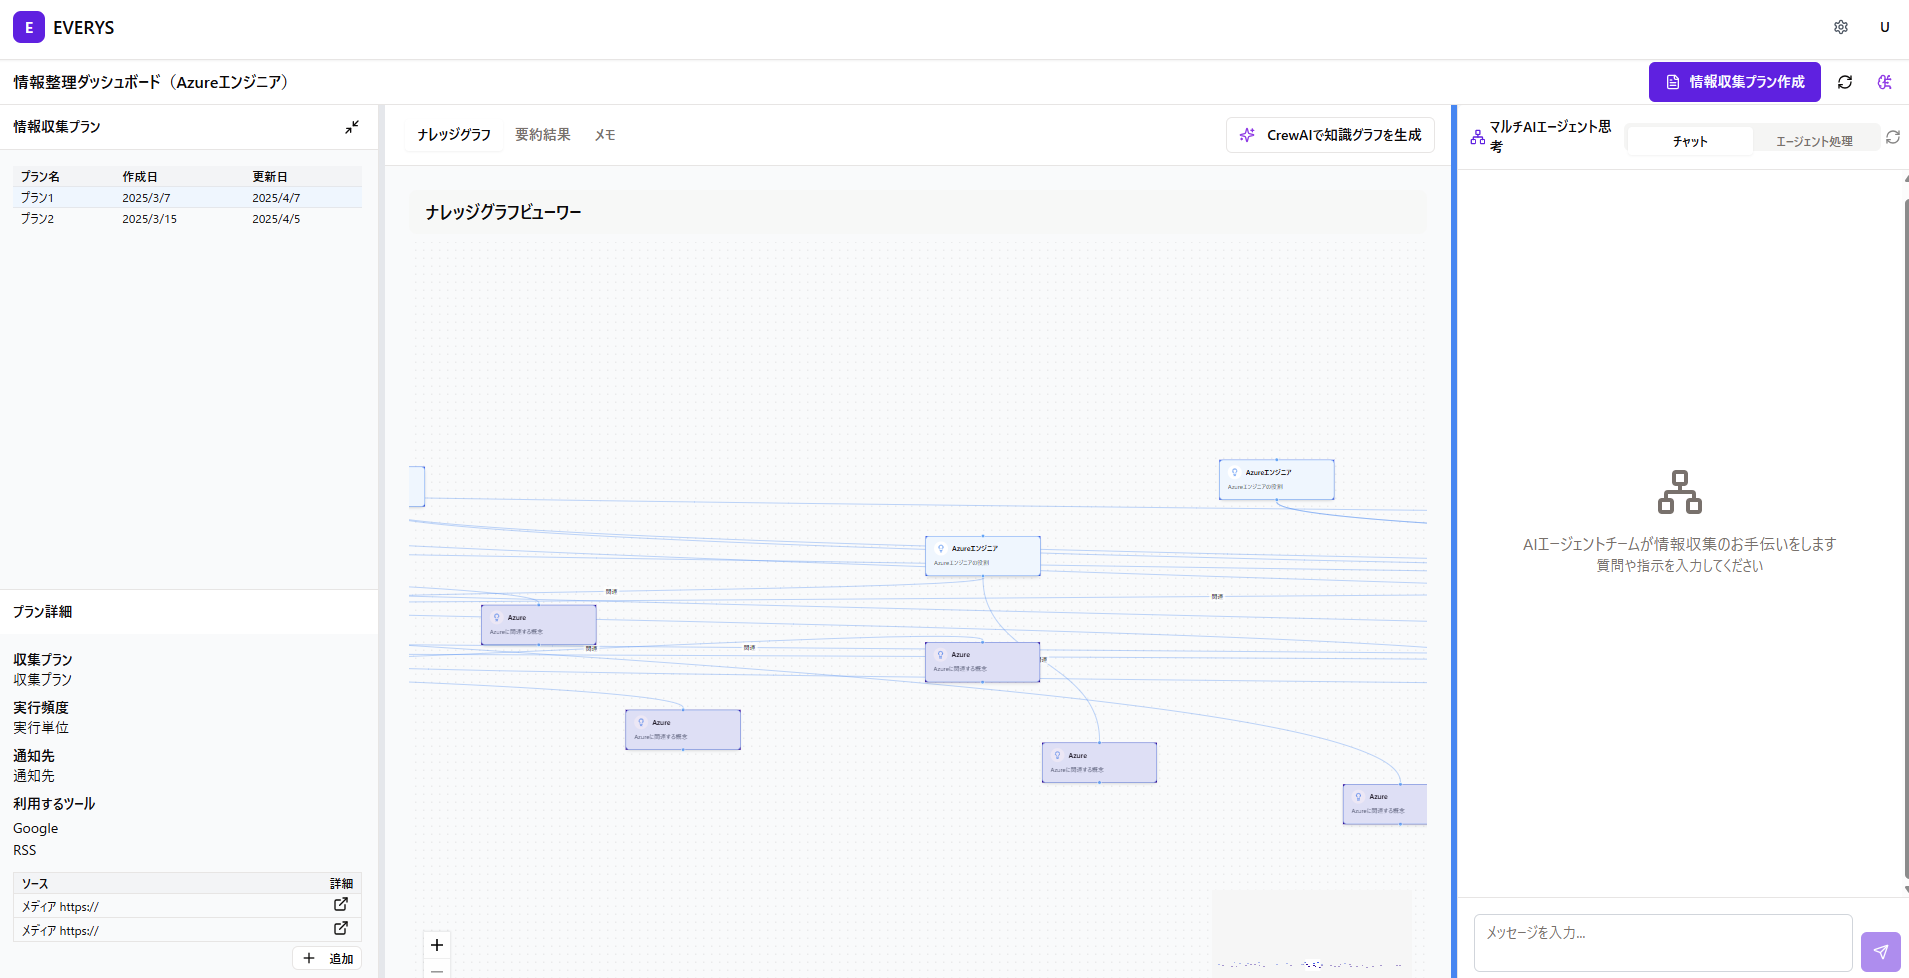 E EVERYS
U
情報整理ダッシュボード（Azureエンジニア）
情報収集プラン作成
情報収集プラン
プラン名 作成日 更新日
プラン1 2025/3/7 2025/4/7
プラン2 2025/3/15 2025/4/5
プラン詳細
収集プラン
収集プラン
実行頻度
実行単位
通知先
通知先
利用するツール
Google
RSS
ソース 詳細
メディア https://
メディア https://
追加
ナレッジグラフ 要約結果 メモ
CrewAIで知識グラフを生成
ナレッジグラフビューワー
Azureエンジニア
Azureエンジニアの役割
Azureエンジニア
Azureエンジニアの役割
関連
関連
Azure
Azureに関連する概念
関連
関連
Azure
Azureに関連する概念
関連
Azure
Azureに関連する概念
Azure
Azureに関連する概念
Azure
Azureに関連する概念
マルチAIエージェント思
考
チャット
エージェント処理
AIエージェントチームが情報収集のお手伝いをします
質問や指示を入力してください
メッセージを入力...